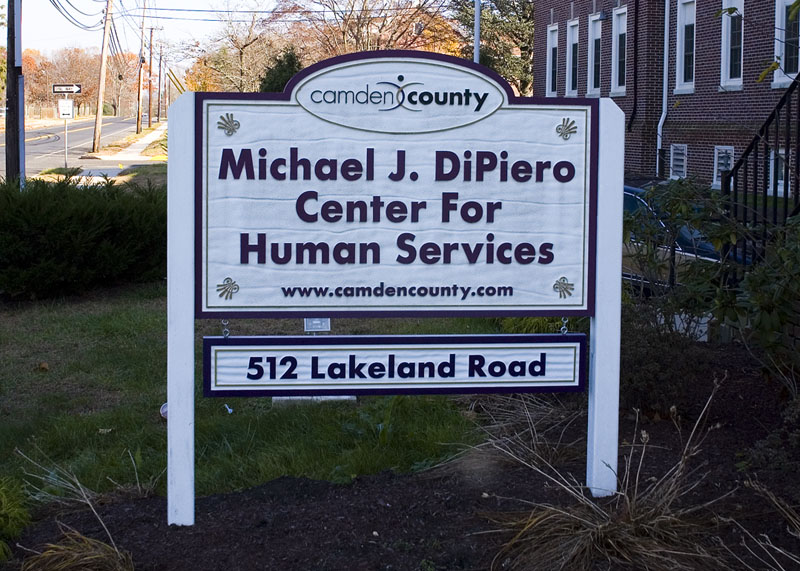 camden county
Michael J. DiPiero
Center For
Human Services
www.camdencounty.com
512 Lakeland Road